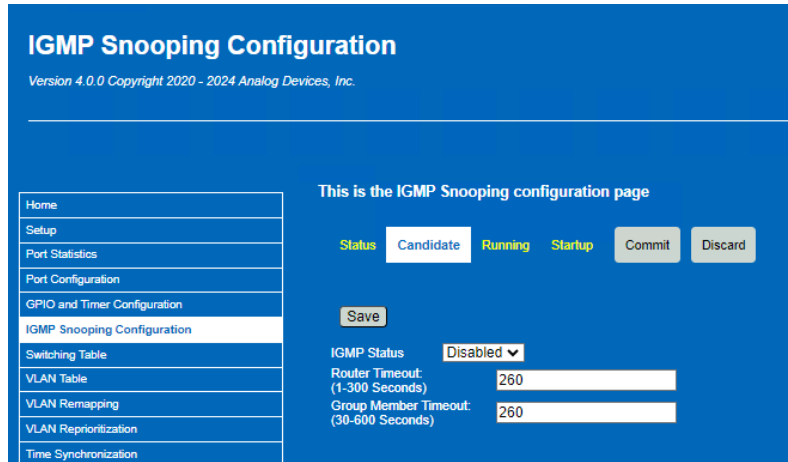 IGMP Snooping Configuration
Version 4.0.0 Copyright 2020 - 2024 Analog Devices, Inc.
Home
Setup
Port Statistics
Port Configuration
GPIO and Timer Configuration
IGMP Snooping Configuration
Switching Table
VLAN Table
VLAN Remapping
VLAN Reprioritization
Time Synchronization
This is the IGMP Snooping configuration page
Status Candidate Running Startup Commit Discard
Save
IGMP Status Disabled
Router Timeout: 260
(1-300 Seconds)
Group Member Timeout: 260
(30-600 Seconds)